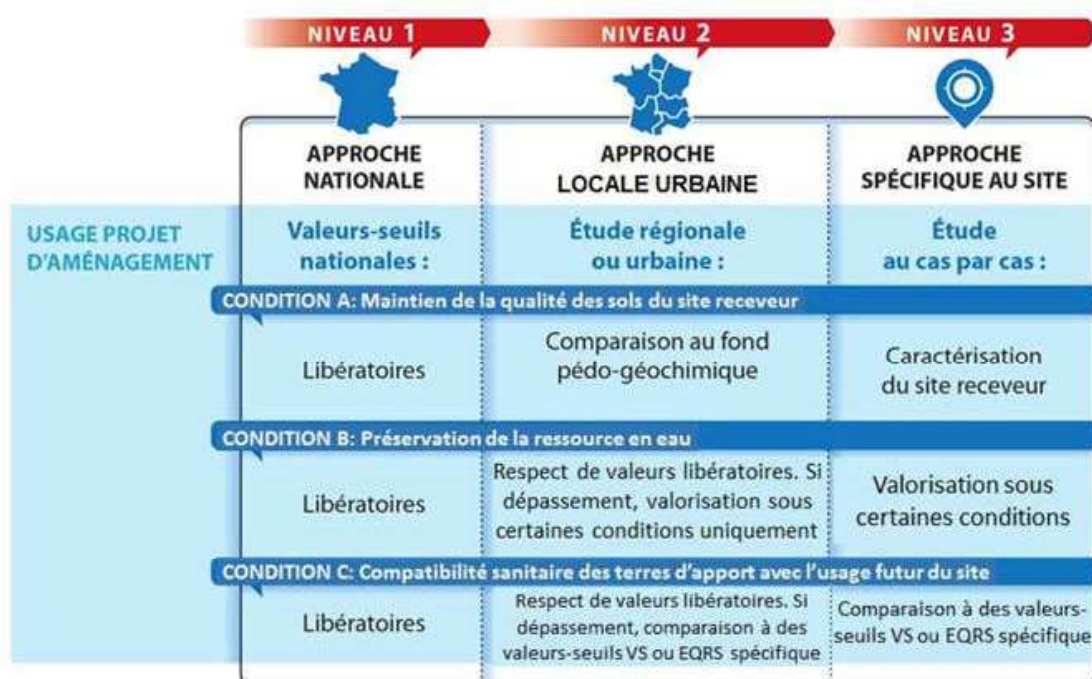 NIVEAU 1
NIVEAU 2
NIVEAU 3
APPROCHE
NATIONALE
APPROCHE
LOCALE URBAINE
APPROCHE
SPÉCIFIQUE AU SITE
USAGE PROJET
D'AMÉNAGEMENT
Valeurs-seuils
nationales :
Étude régionale
ou urbaine :
Étude
au cas par cas :
CONDITION A: Maintien de la qualité des sols du site receveur
Libératoires
Comparaison au fond
pédo-géochimique
Caractérisation
du site receveur
CONDITION B: Préservation de la ressource en eau
Libératoires
Respect de valeurs libératoires. Si
dépassement, valorisation sous
certaines conditions uniquement
Valorisation sous
certaines conditions
CONDITION C: Compatibilité sanitaire des terres d'apport avec l'usage futur du site
Libératoires
Respect de valeurs libératoires. Si
dépassement, comparaison à des
valeurs-seuils VS ou EQRS spécifique
Comparaison à des valeurs-
seuils VS ou EQRS spécifique